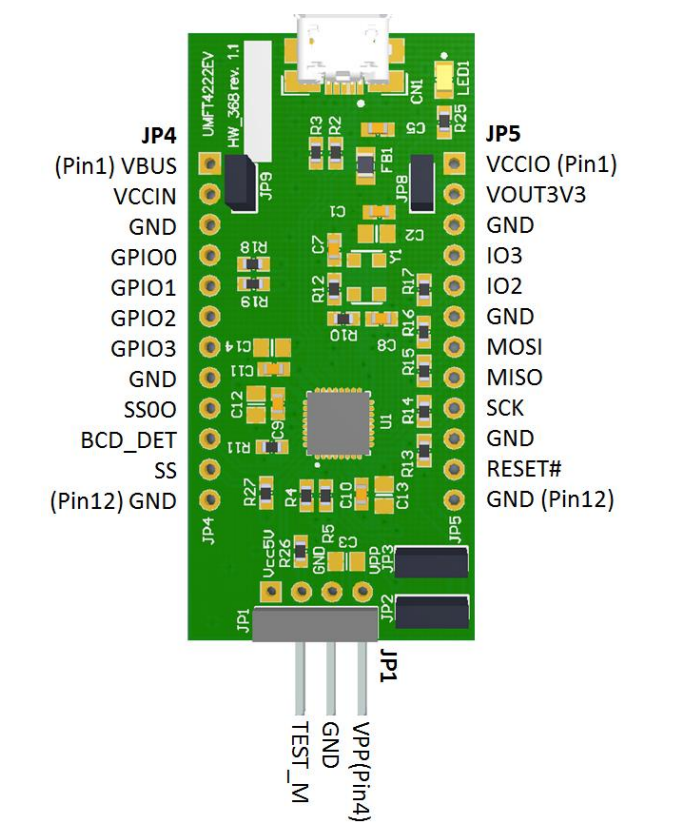 UMFT4222EV
HW_368 rev. 1.1
CN1
LED1
R25
C5
R3
R2
FB1
JP4
(Pin1) VBUS
VCCIN
GND
GPIO0
GPIO1
GPIO2
GPIO3
GND
SS0O
BCD_DET
SS
(Pin12) GND
JP5
VCCIO (Pin1)
VOUT3V3
GND
IO3
IO2
GND
MOSI
MISO
SCK
GND
RESET#
GND (Pin12)
JP9
JP8
C1
C2
C7
Y1
R18
R19
R12
R17
R10
C8
R16
C14
C11
R15
C12
C9
U1
R14
R11
R13
R27
R4
R5
C10
C13
JP4
JP5
Vcc5V
R26
GND
C3
VPP
JP3
JP2
JP1
JP1
TEST_M
GND
VPP(Pin4)